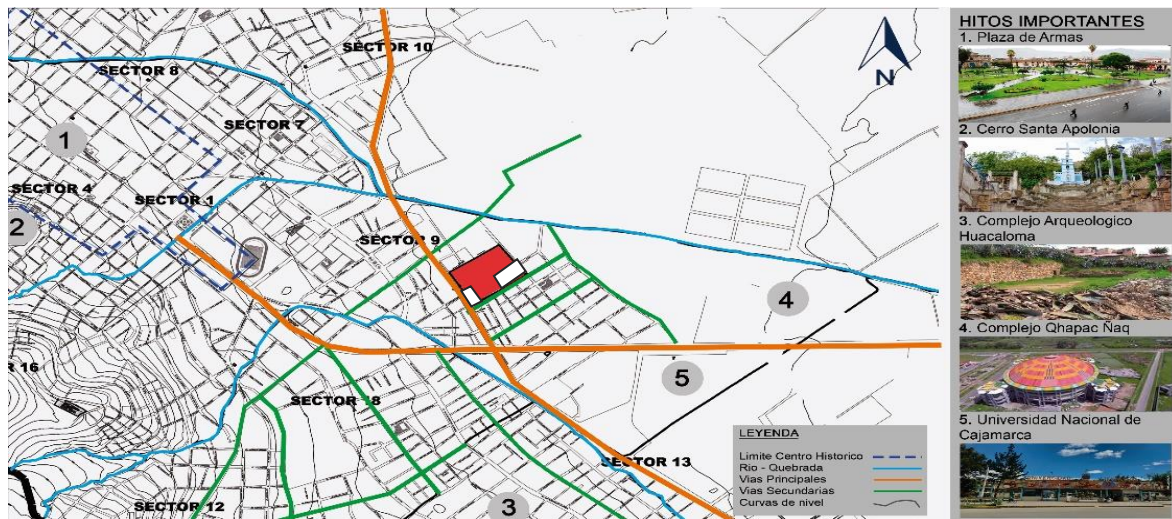 SECTOR 10
SECTOR 8
SECTOR 7
1
SECTOR 4
SECTOR 1
2
SECTOR 9
4
R 16
5
SECTOR 18
SECTOR 13
SECTOR 12
3
N
LEYENDA
Limite Centro Historico
Rio - Quebrada
Vias Principales
Vias Secundarias
Curvas de nivel
HITOS IMPORTANTES
1. Plaza de Armas
2. Cerro Santa Apolonia
3. Complejo Arqueologico
Huacaloma
4. Complejo Qhapac Ñaq
5. Universidad Nacional de
Cajamarca